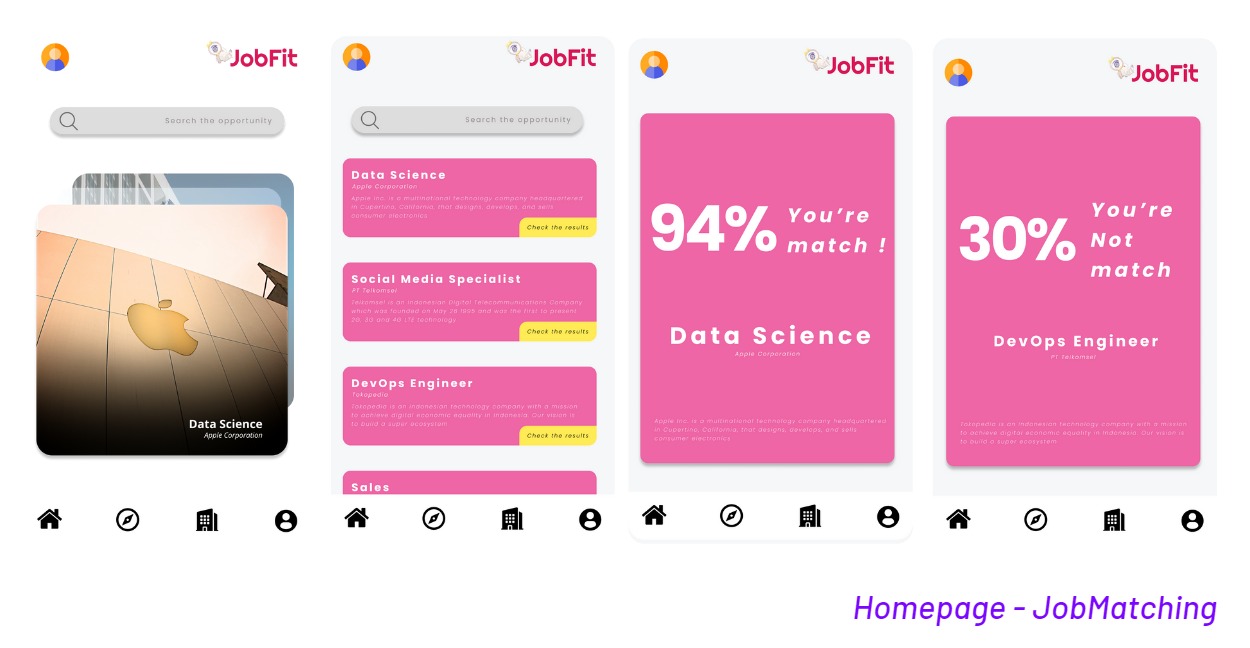 JobFit
Search the opportunity
Data Science
Apple Corporation
JobFit
Search the opportunity
Data Science
Apple Corporation
Apple Inc. is a multinational technology company headquartered
in Cupertino, California, that designs, develops, and sells
consumer electronics
Check the results
Social Media Specialist
PT Telkomsel
Telkomsel is an Indonesian Digital Telecommunications Company
which was founded on May 26 1995 and was the first to present
2G, 3G and 4G LTE technology.
Check the results
DevOps Engineer
Tokopedia
Tokopedia is an Indonesian technology company with a mission
to achieve digital economic equality in Indonesia. Our vision is
to build a super ecosystem
Check the results
Sales
JobFit
94%
You're
match !
Data Science
Apple Corporation
Apple Inc. is a multinational technology company headquartered
in Cupertino, California, that designs, develops, and sells
consumer electronics
JobFit
30%
You're
Not
match
DevOps Engineer
PT Telkomsel
Tokopedia is an Indonesian technology company with a mission
to achieve digital economic equality in Indonesia. Our vision is
to build a super ecosystem
Homepage - JobMatching